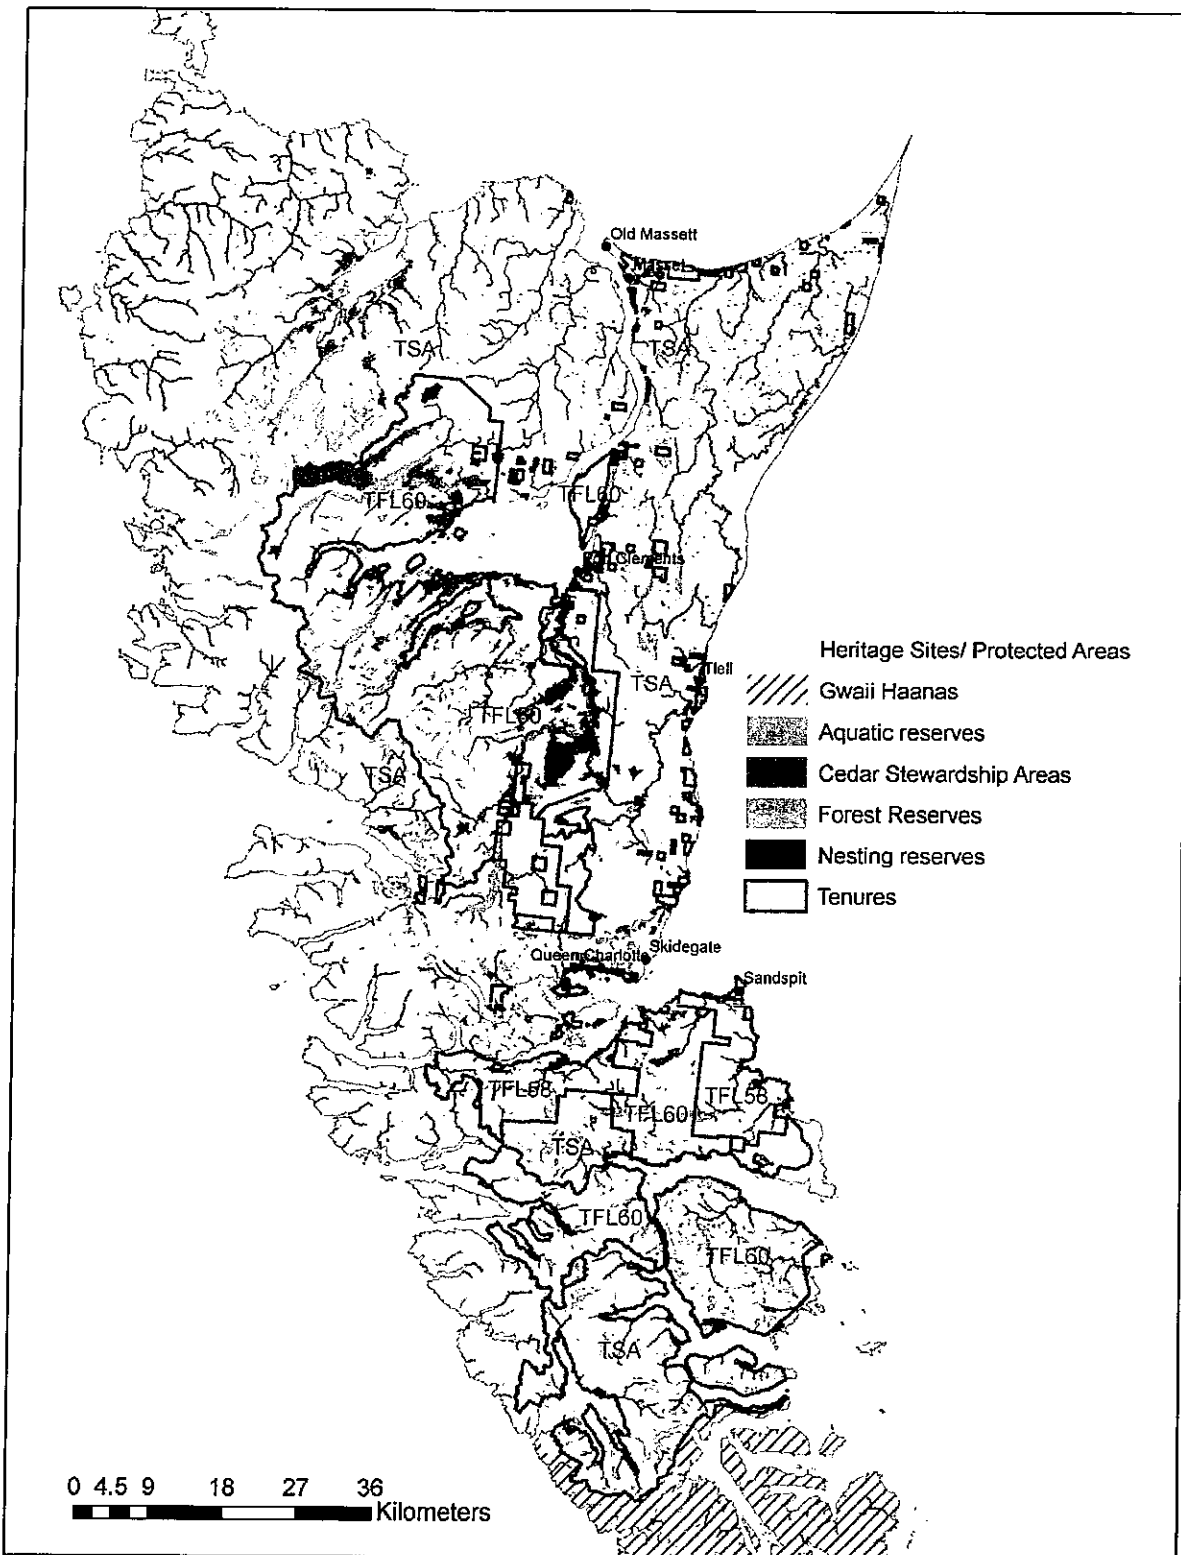 Old Massett
Masset
TSA
TSA
TFL60
TFL60
Clements
Tlell
TSA
TFL60
TSA
Heritage Sites/ Protected Areas
Gwaii Haanas
Aquatic reserves
Cedar Stewardship Areas
Forest Reserves
Nesting reserves
Tenures
Skidegate
Queen Charlotte
Sandspit
TFL58
TFL60
TFL58
TSA
TFL60
TFL60
TSA
0 4.5 9 18 27 36
Kilometers